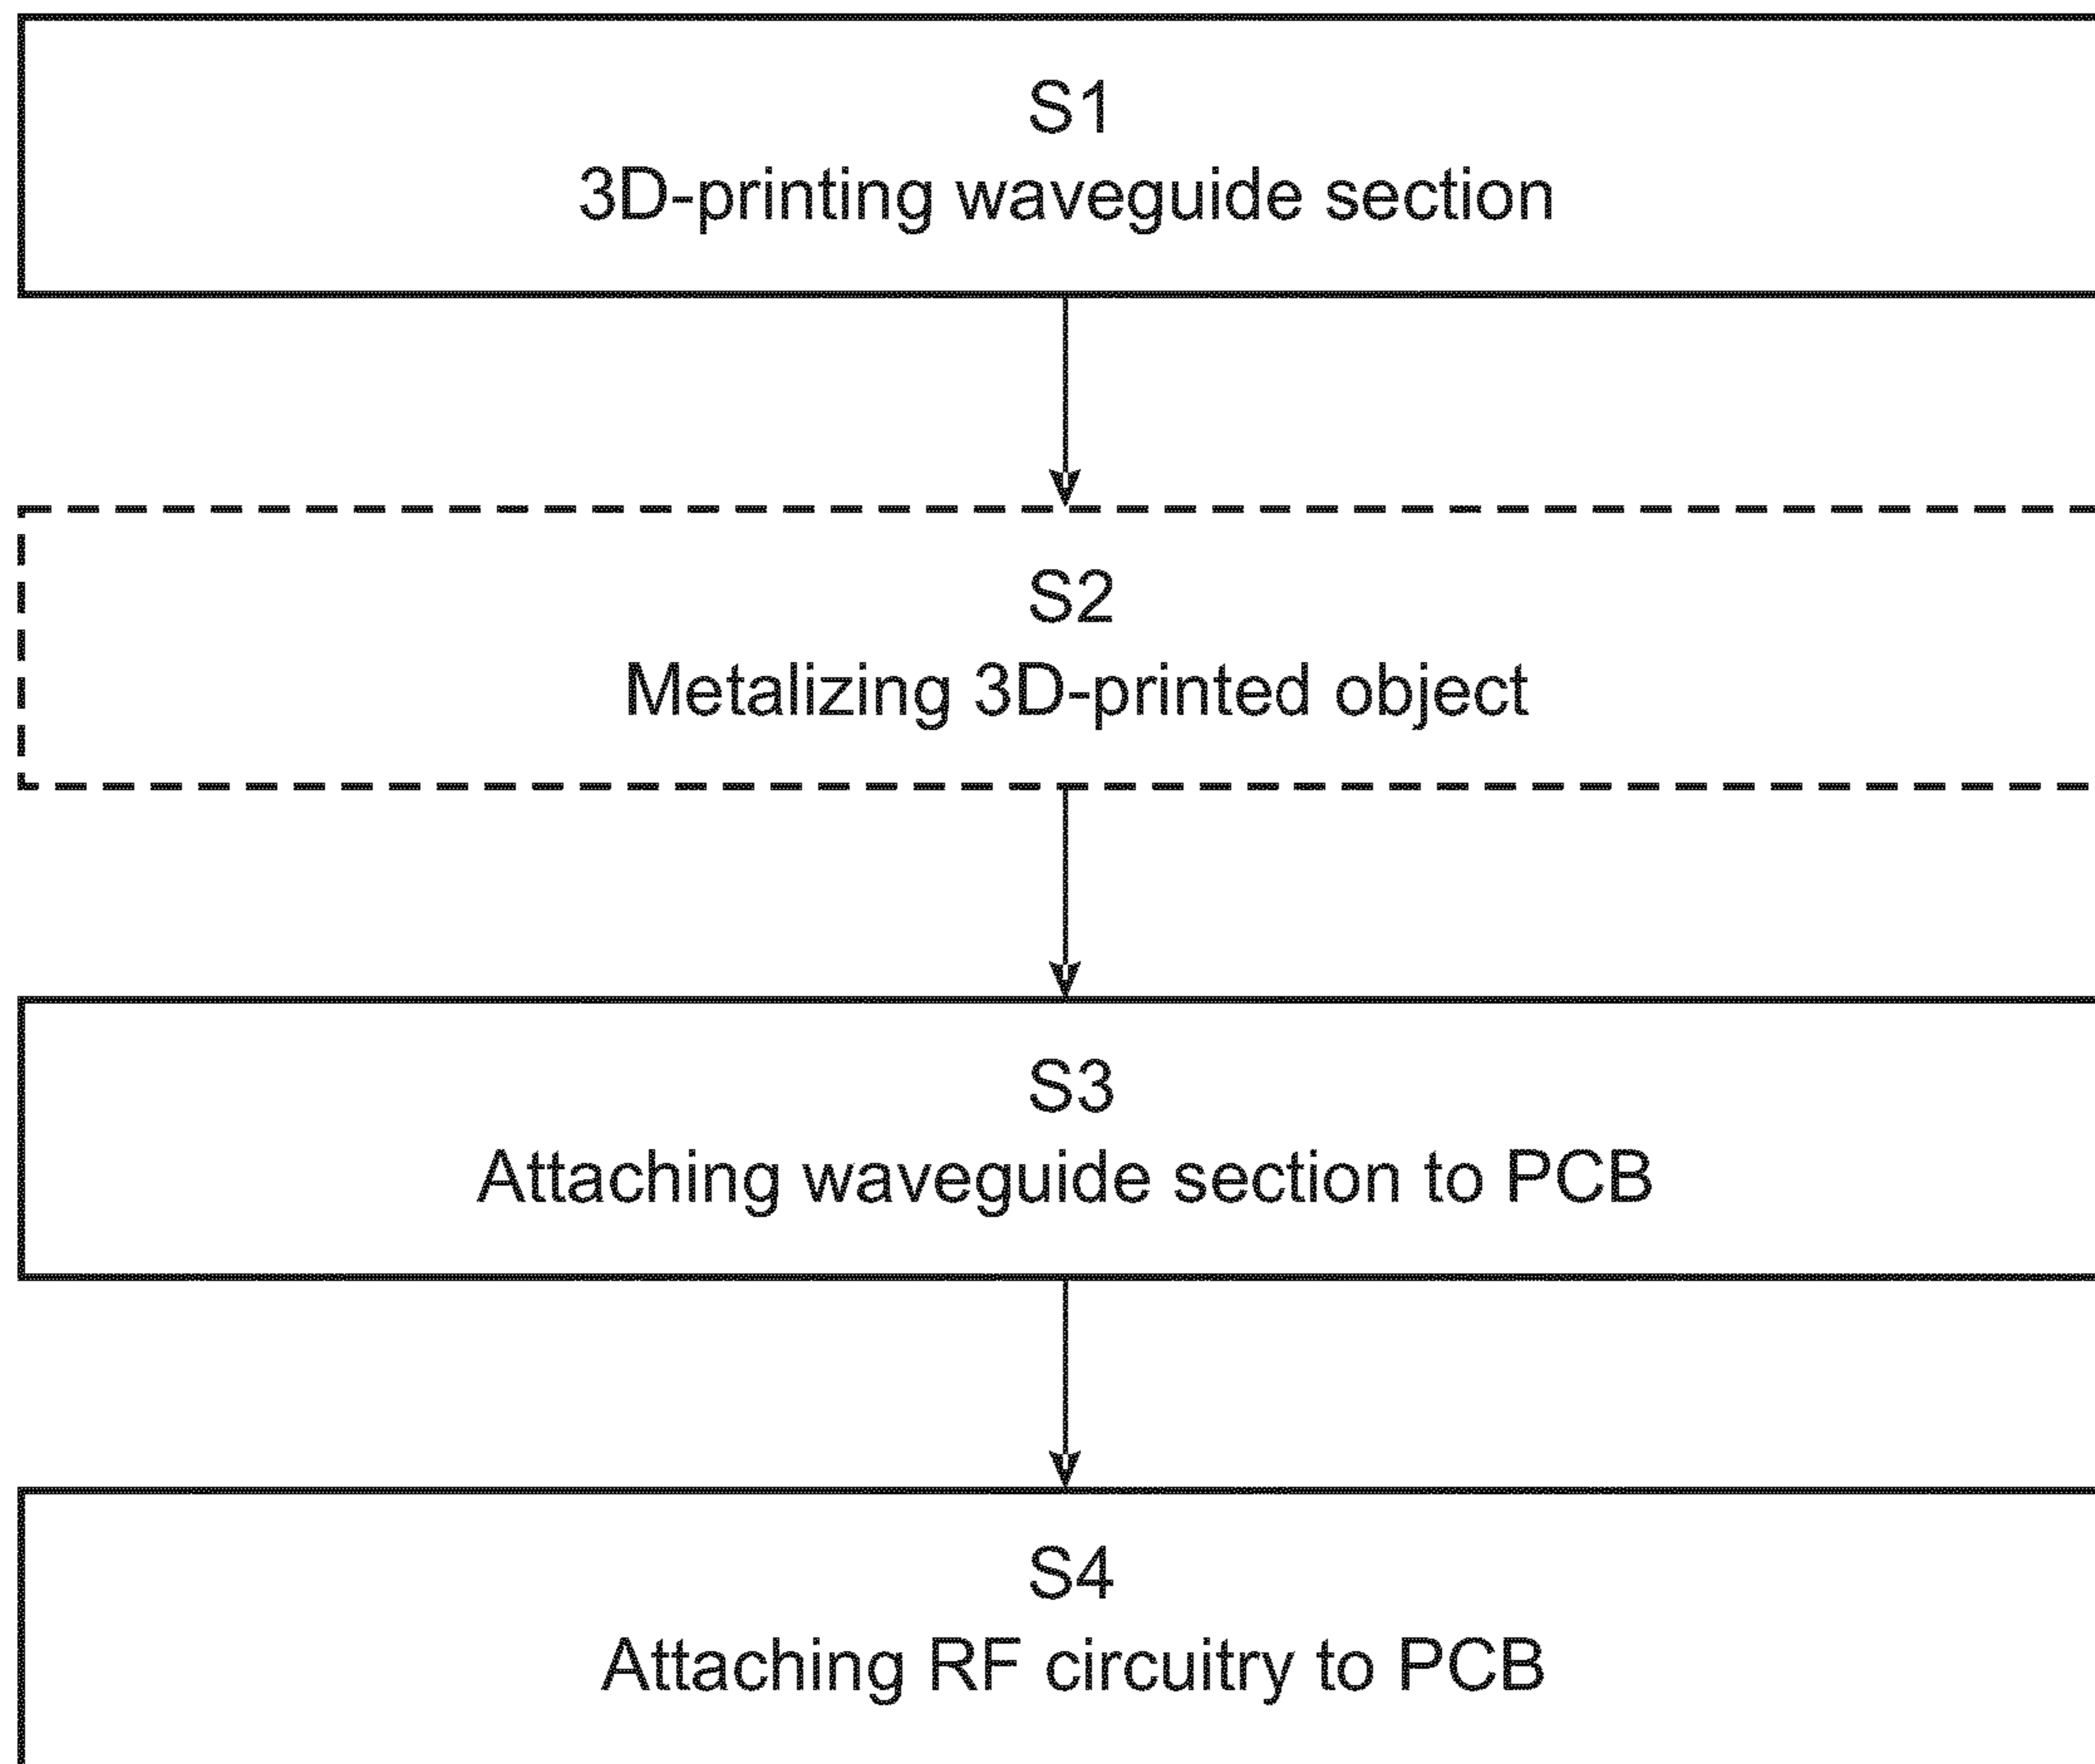 S1
3D-printing waveguide section
S2
Metalizing 3D-printed object
S3
Attaching waveguide section to PCB
S4
Attaching RF circuitry to PCB